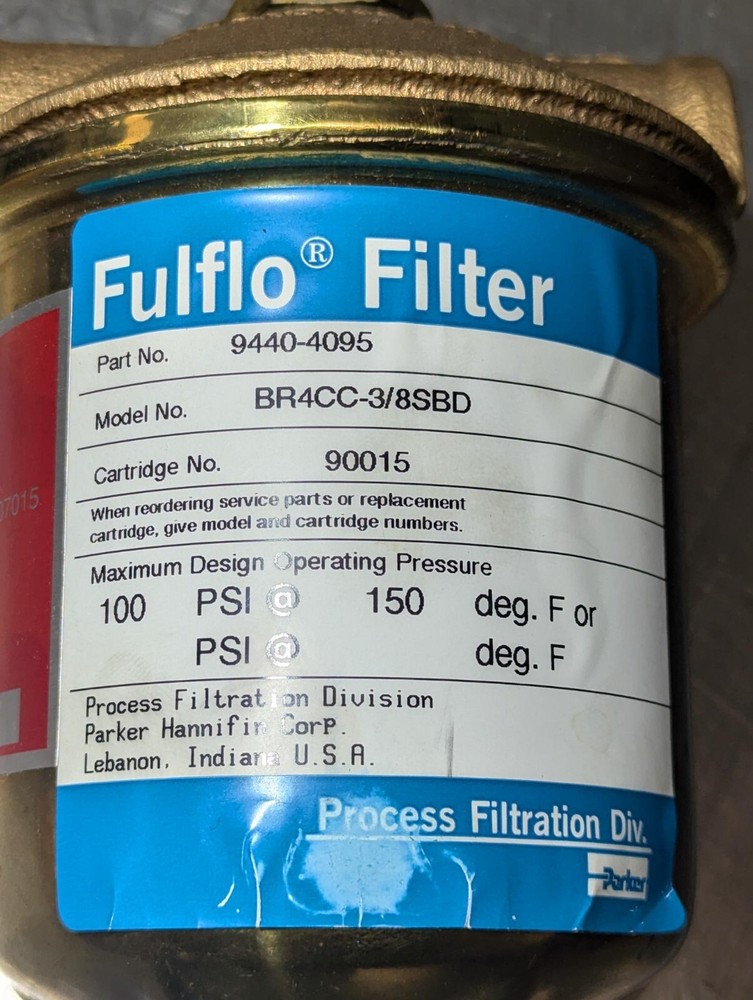 Fulflo® Filter
Part No. 9440-4095
Model No. BR4CC-3/8SBD
Cartridge No. 90015
When reordering service parts or replacement
cartridge, give model and cartridge numbers.
Maximum Design Operating Pressure
100 PSI @ 150 deg. F or
PSI @ deg. F
Process Filtration Division
Parker Hannifin Corp.
Lebanon, Indiana U.S.A.
Process Filtration Div.
Parker
07015